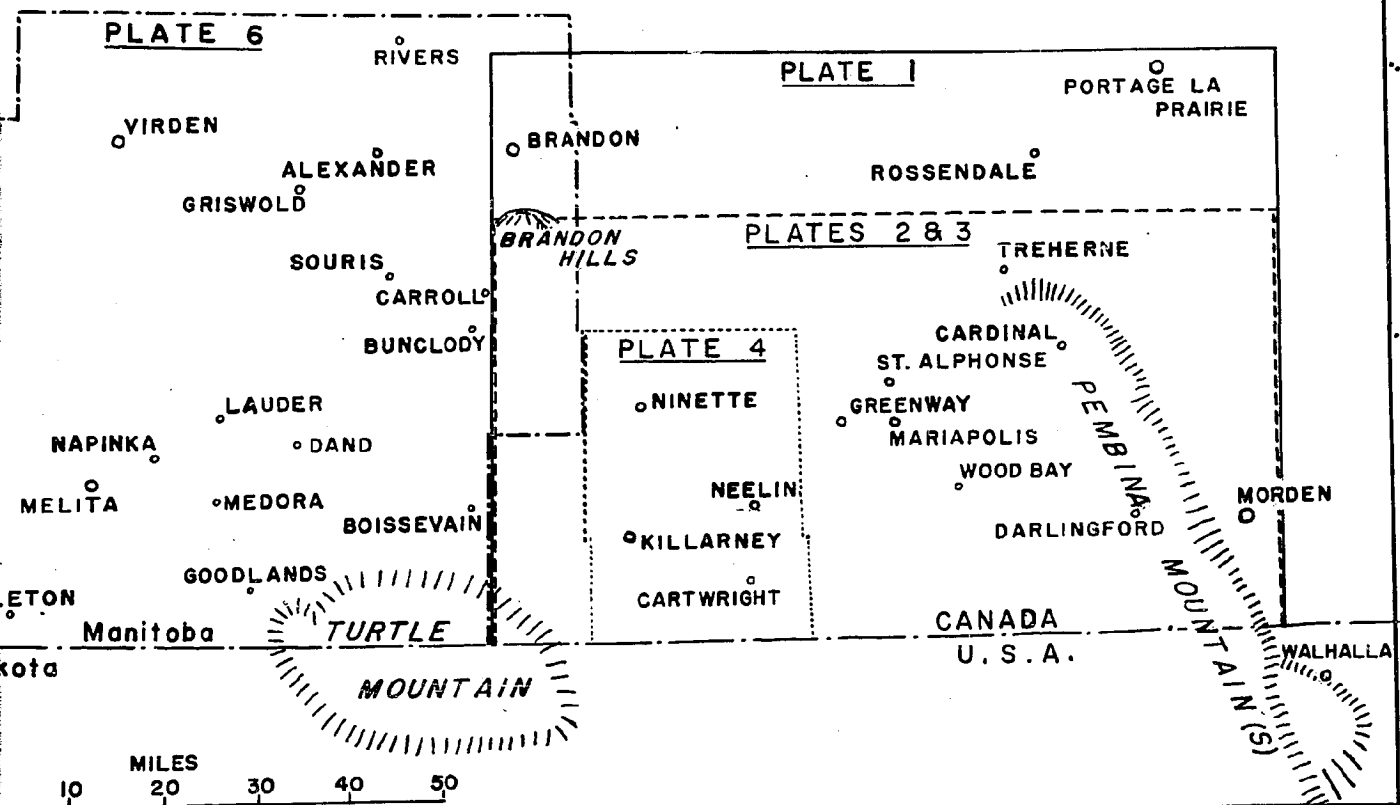 PLATE 6
RIVERS
PLATE 1
PORTAGE LA
PRAIRIE
VIRDEN
BRANDON
ALEXANDER
ROSSENDALE
GRISWOLD
BRANDON
HILLS
PLATES 2 & 3
TREHERNE
SOURIS
CARROLL
BUNCLODY
PLATE 4
CARDINAL
ST. ALPHONSE
LAUDER
NINETTE
GREENWAY
MARIAPOLIS
NAPINKA
DAND
WOOD BAY
MELITA
MEDORA
NEELIN
MORDEN
BOISSEVAIN
KILLARNEY
DARLINGFORD
GOODLANDS
CARTWRIGHT
LETON
Manitoba
TURTLE
MOUNTAIN
CANADA
U.S.A.
kota
PEMBINA
MOUNTAIN(S)
WALHALLA
MILES
10 20 30 40 50